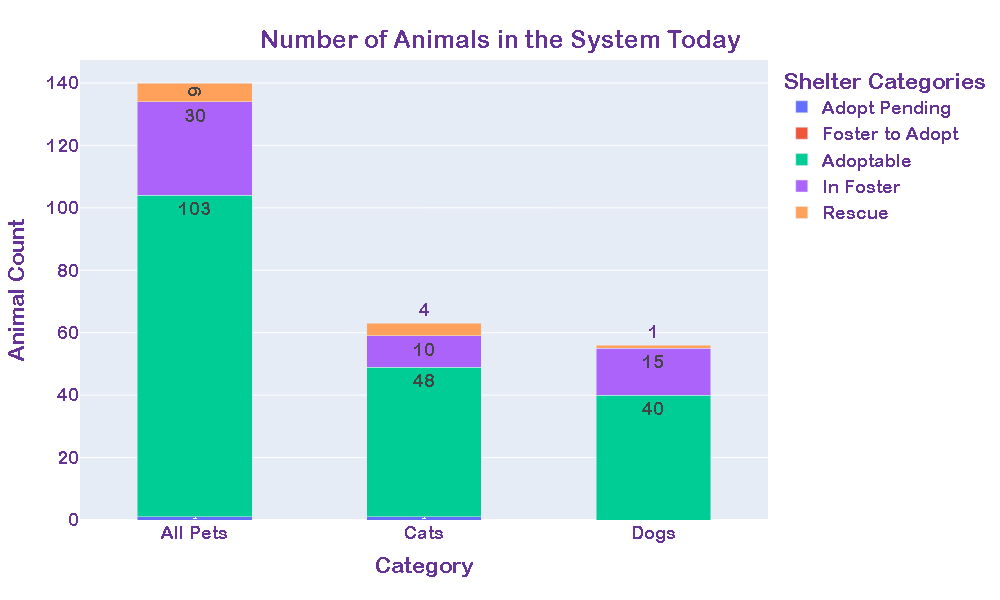 Number of Animals in the System Today
Animal Count
140
120
100
80
60
40
20
0
6
30
103
4
10
48
1
15
40
All Pets
Cats
Dogs
Category
Shelter Categories
Adopt Pending
Foster to Adopt
Adoptable
In Foster
Rescue